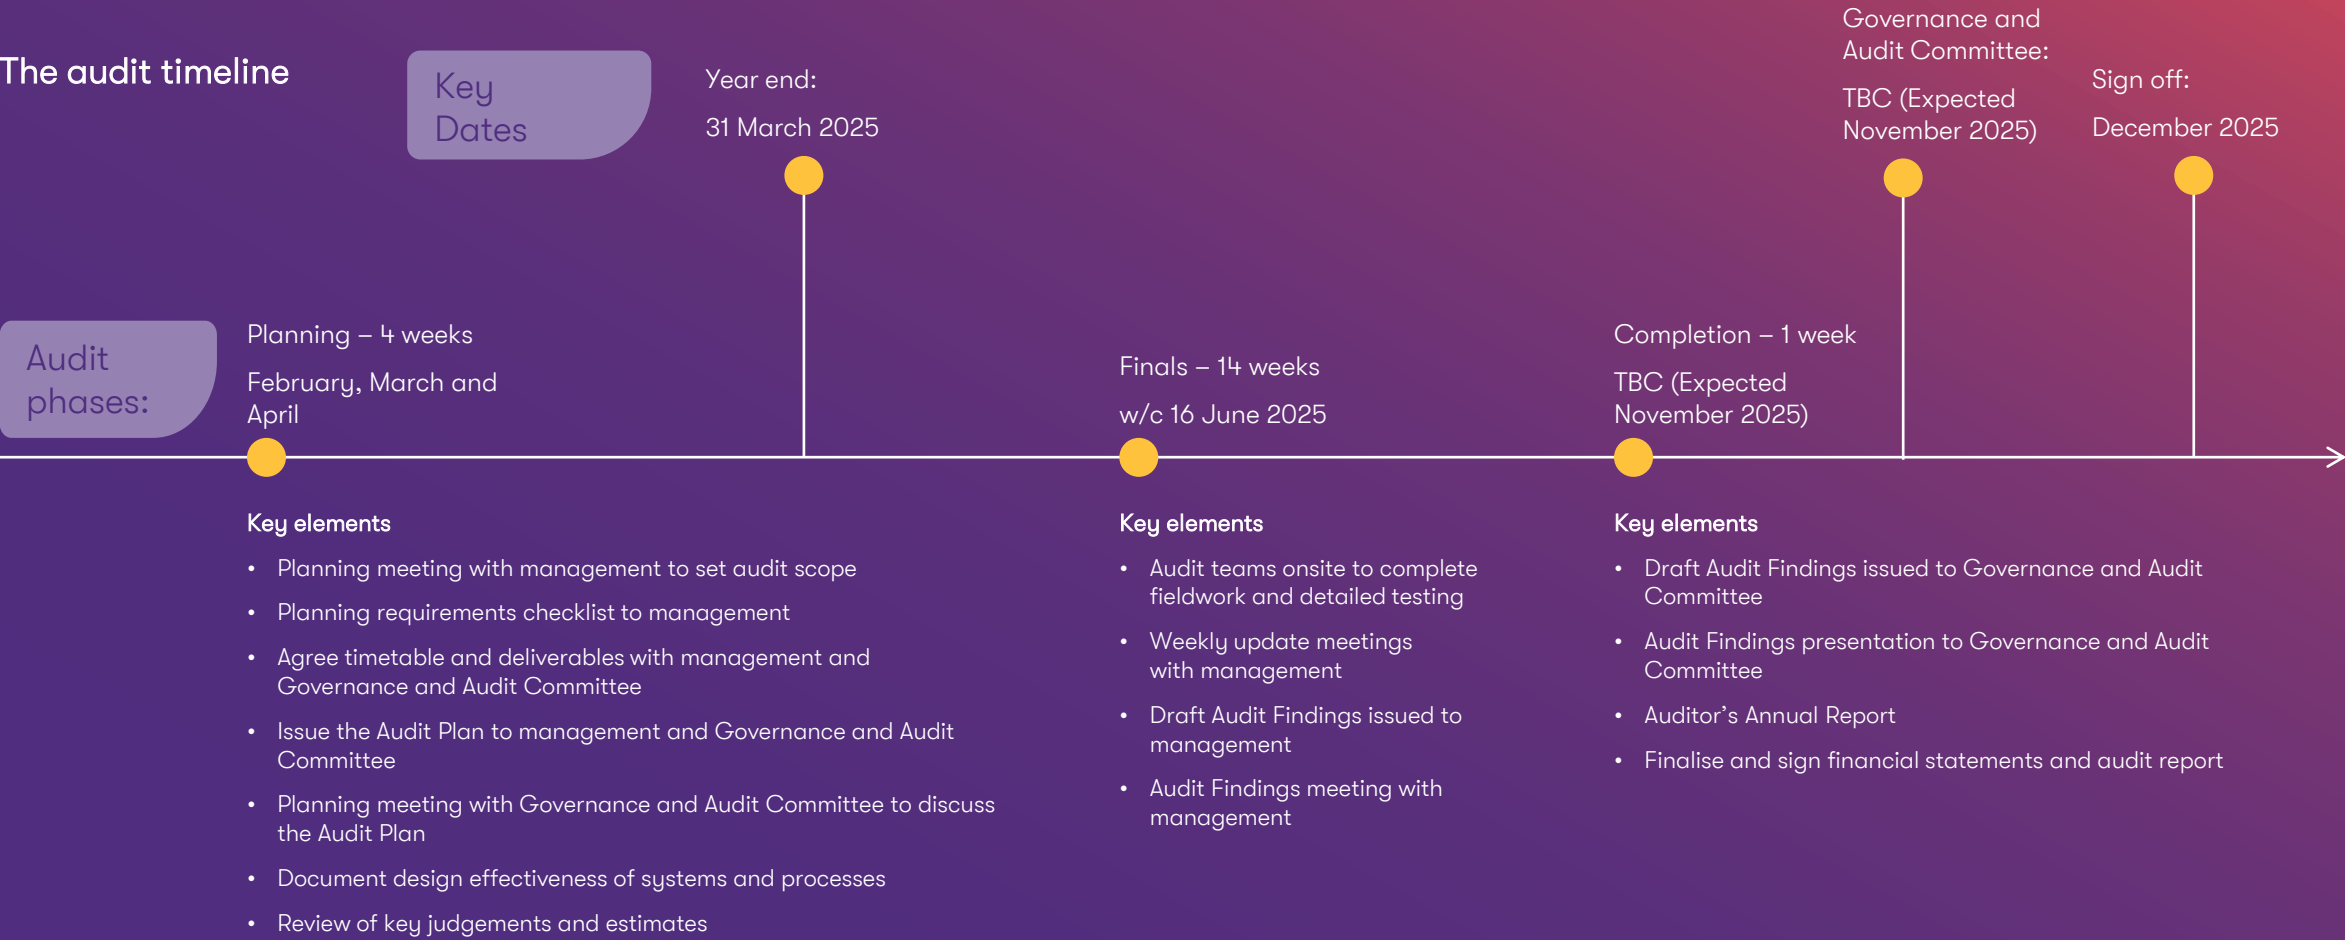 The audit timeline
Key
Dates
Year end:
31 March 2025
Governance and
Audit Committee:
TBC (Expected
November 2025)
Sign off:
December 2025
Audit
phases:
Planning – 4 weeks
February, March and
April
Finals – 14 weeks
w/c 16 June 2025
Completion – 1 week
TBC (Expected
November 2025)
Key elements
• Planning meeting with management to set audit scope
• Planning requirements checklist to management
• Agree timetable and deliverables with management and
Governance and Audit Committee
• Issue the Audit Plan to management and Governance and Audit
Committee
• Planning meeting with Governance and Audit Committee to discuss
the Audit Plan
• Document design effectiveness of systems and processes
• Review of key judgements and estimates
Key elements
• Audit teams onsite to complete
fieldwork and detailed testing
• Weekly update meetings
with management
• Draft Audit Findings issued to
management
• Audit Findings meeting with
management
Key elements
• Draft Audit Findings issued to Governance and Audit
Committee
• Audit Findings presentation to Governance and Audit
Committee
• Auditor’s Annual Report
• Finalise and sign financial statements and audit report